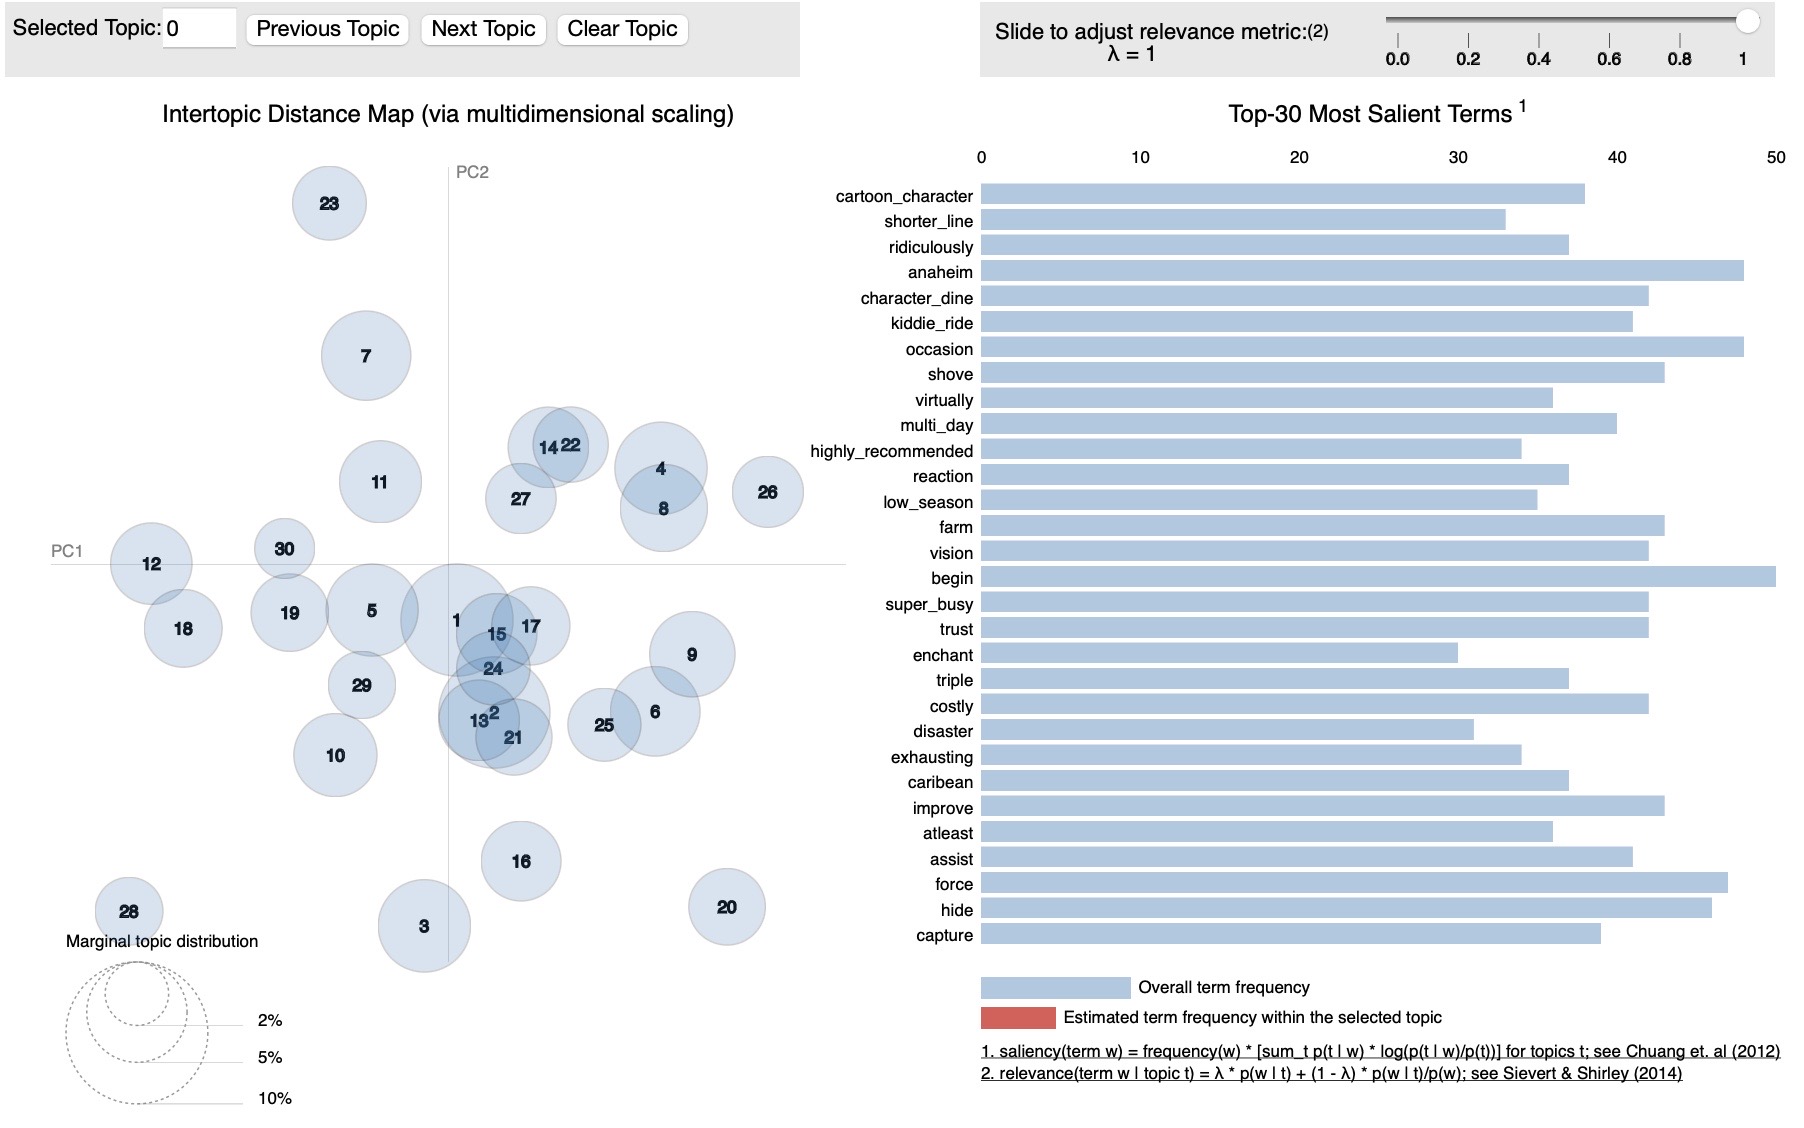 Selected Topic: 0 Previous Topic Next Topic Clear Topic
Slide to adjust relevance metric:(2)
λ = 1
0.0 0.2 0.4 0.6 0.8 1
Intertopic Distance Map (via multidimensional scaling)
PC2
PC1
23
7
14 22
4
11
26
27
8
30
12
5
19
1
17
18
15
9
24
29
6
2
13
25
21
10
16
20
28
3
Marginal topic distribution
2%
5%
10%
Top-30 Most Salient Terms 1
0 10 20 30 40 50
cartoon_character
shorter_line
ridiculously
anaheim
character_dine
kiddie_ride
occasion
shove
virtually
multi_day
highly_recommended
reaction
low_season
farm
vision
begin
super_busy
trust
enchant
triple
costly
disaster
exhausting
caribean
improve
atleast
assist
force
hide
capture
Overall term frequency
Estimated term frequency within the selected topic
1. saliency(term w) = frequency(w) * [sum_t p(t | w) * log(p(t | w)/p(t))] for topics t; see Chuang et. al (2012)
2. relevance(term w | topic t) = λ * p(w | t) + (1 - λ) * p(w | t)/p(w); see Sievert & Shirley (2014)